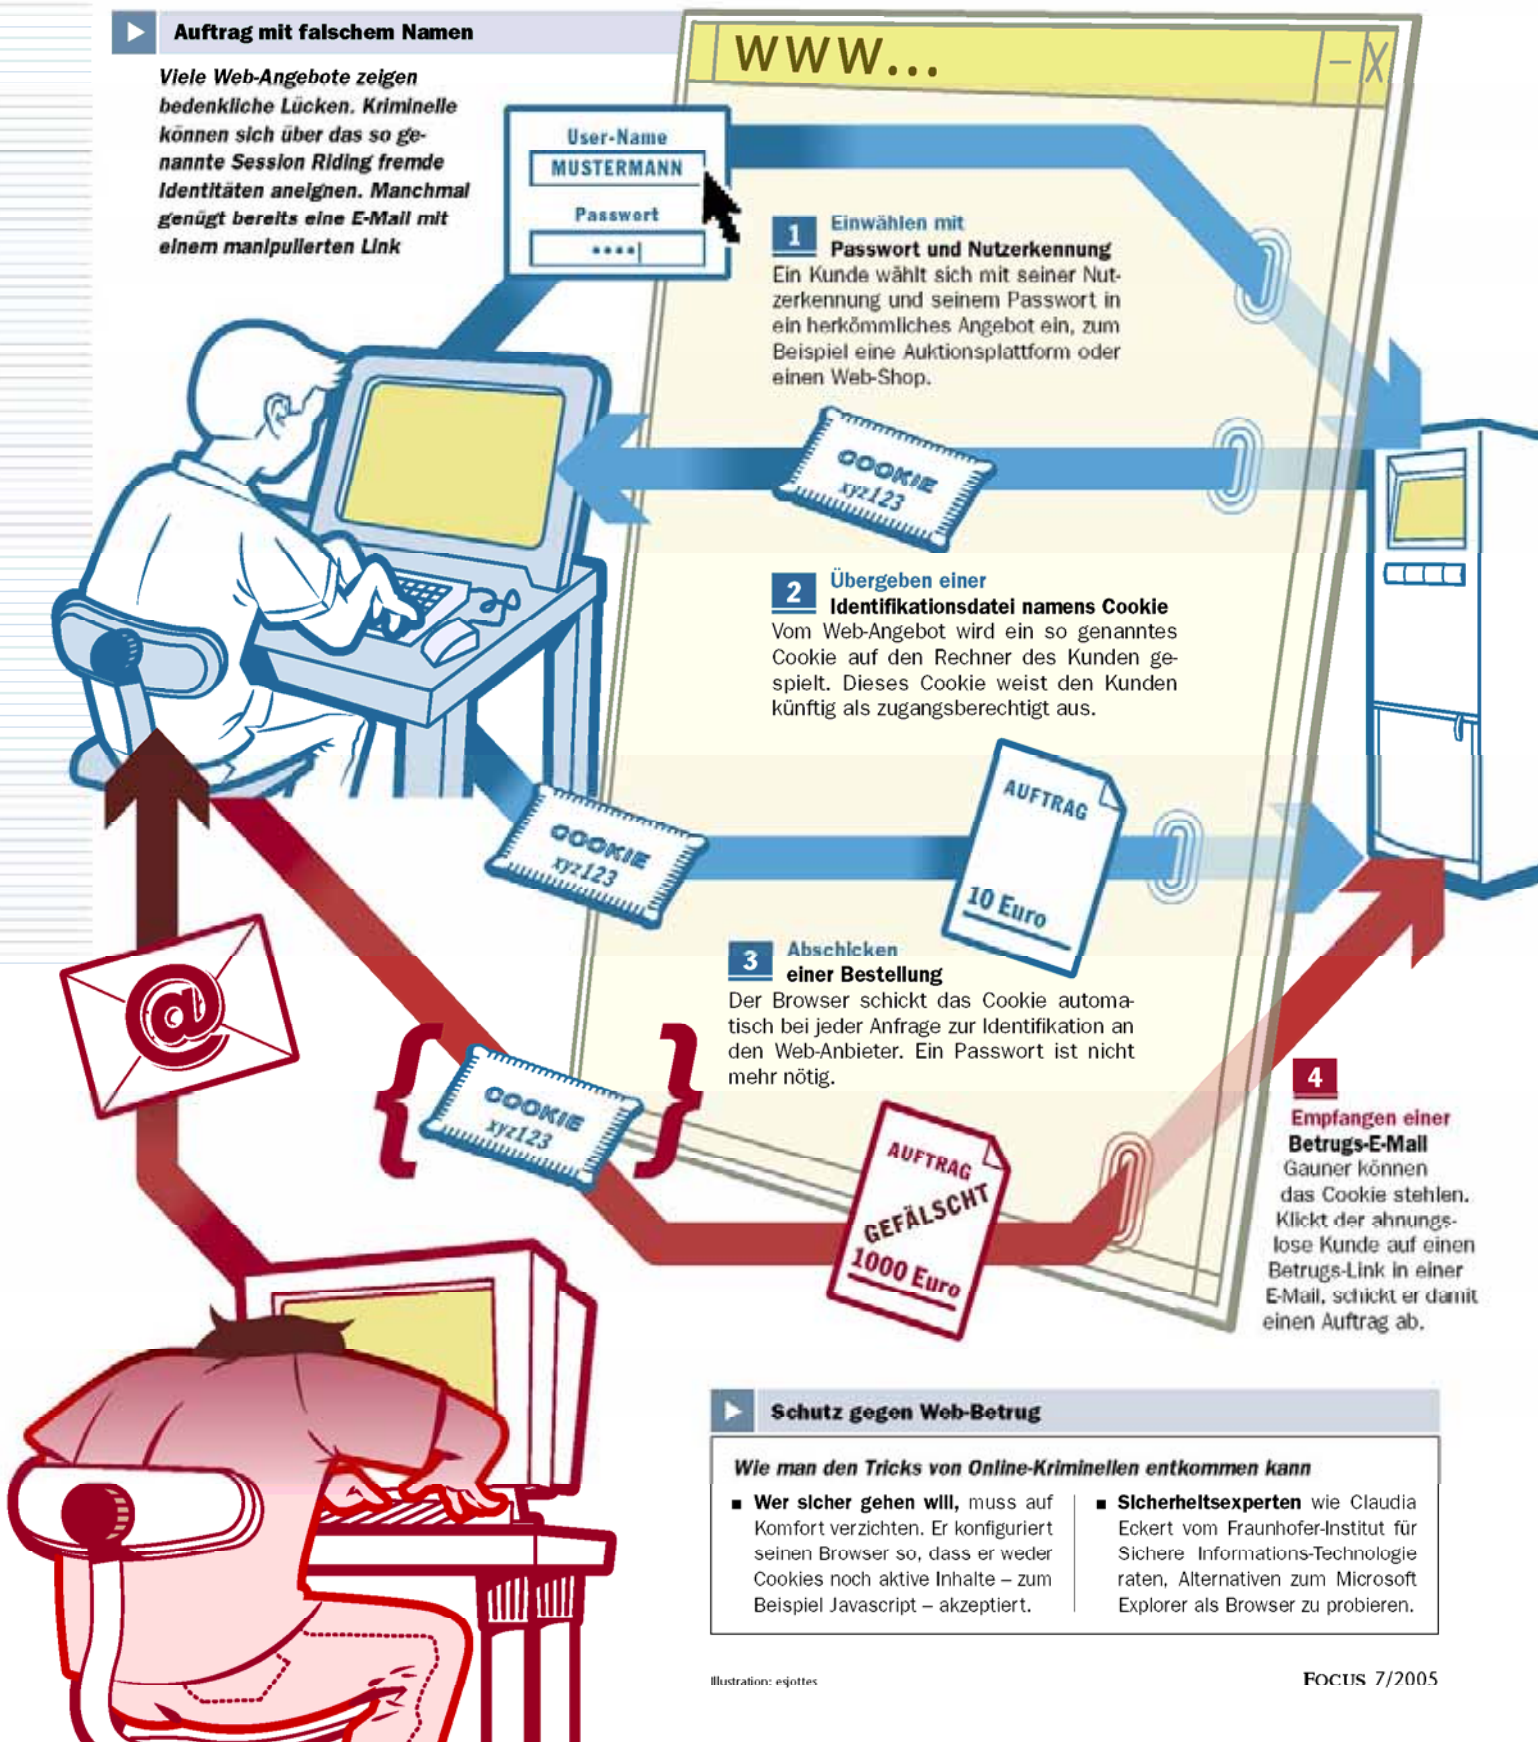 Auftrag mit falschem Namen
Viele Web-Angebote zeigen
bedenkliche Lücken. Kriminelle
können sich über das so ge-
nannte Session Riding fremde
Identitäten aneignen. Manchmal
genügt bereits eine E-Mail mit
einem manipulierten Link
WWW...
– X
User-Name
MUSTERMANN
Passwort
****|
1
Einwählen mit
Passwort und Nutzerkennung
Ein Kunde wählt sich mit seiner Nut-
zerkennung und seinem Passwort in
ein herkömmliches Angebot ein, zum
Beispiel eine Auktionsplattform oder
einen Web-Shop.
COOKIE
xyz123
2
Übergeben einer
Identifikationsdatei namens Cookie
Vom Web-Angebot wird ein so genanntes
Cookie auf den Rechner des Kunden ge-
spielt. Dieses Cookie weist den Kunden
künftig als zugangsberechtigt aus.
COOKIE
xyz123
AUFTRAG
10 Euro
3
Abschicken
einer Bestellung
Der Browser schickt das Cookie automa-
tisch bei jeder Anfrage zur Identifikation an
den Web-Anbieter. Ein Passwort ist nicht
mehr nötig.
@
{
COOKIE
xyz123
}
AUFTRAG
GEFÄLSCHT
1000 Euro
4
Empfangen einer
Betrugs-E-Mail
Gauner können
das Cookie stehlen.
Klickt der ahnungs-
lose Kunde auf einen
Betrugs-Link in einer
E-Mail, schickt er damit
einen Auftrag ab.
Schutz gegen Web-Betrug
Wie man den Tricks von Online-Kriminellen entkommen kann
■ Wer sicher gehen will, muss auf
Komfort verzichten. Er konfiguriert
seinen Browser so, dass er weder
Cookies noch aktive Inhalte – zum
Beispiel Javascript – akzeptiert.
■ Sicherheitsexperten wie Claudia
Eckert vom Fraunhofer-Institut für
Sichere Informations-Technologie
raten, Alternativen zum Microsoft
Explorer als Browser zu probieren.
Illustration: esjottes
FOCUS 7/2005